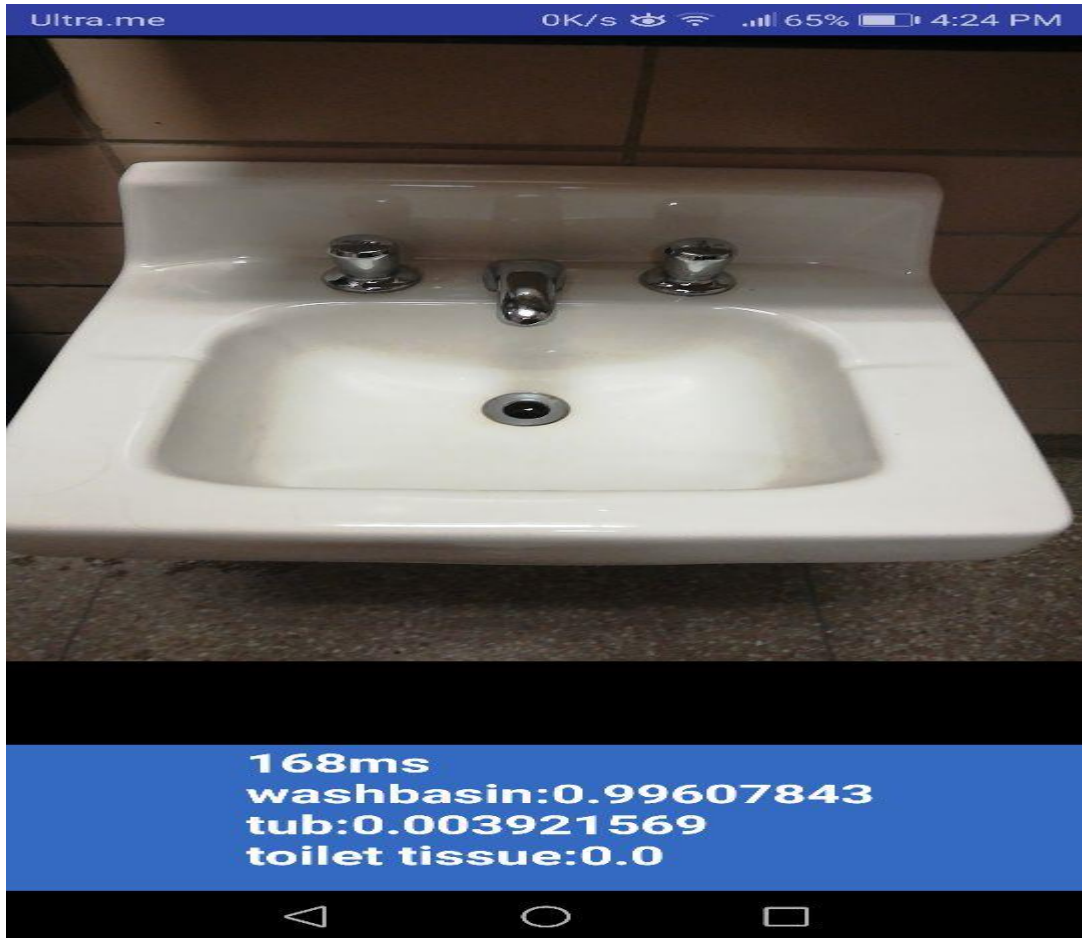 Ultra.me 0K/s 65% 4:24 PM
168ms
washbasin:0.99607843
tub:0.003921569
toilet tissue:0.0